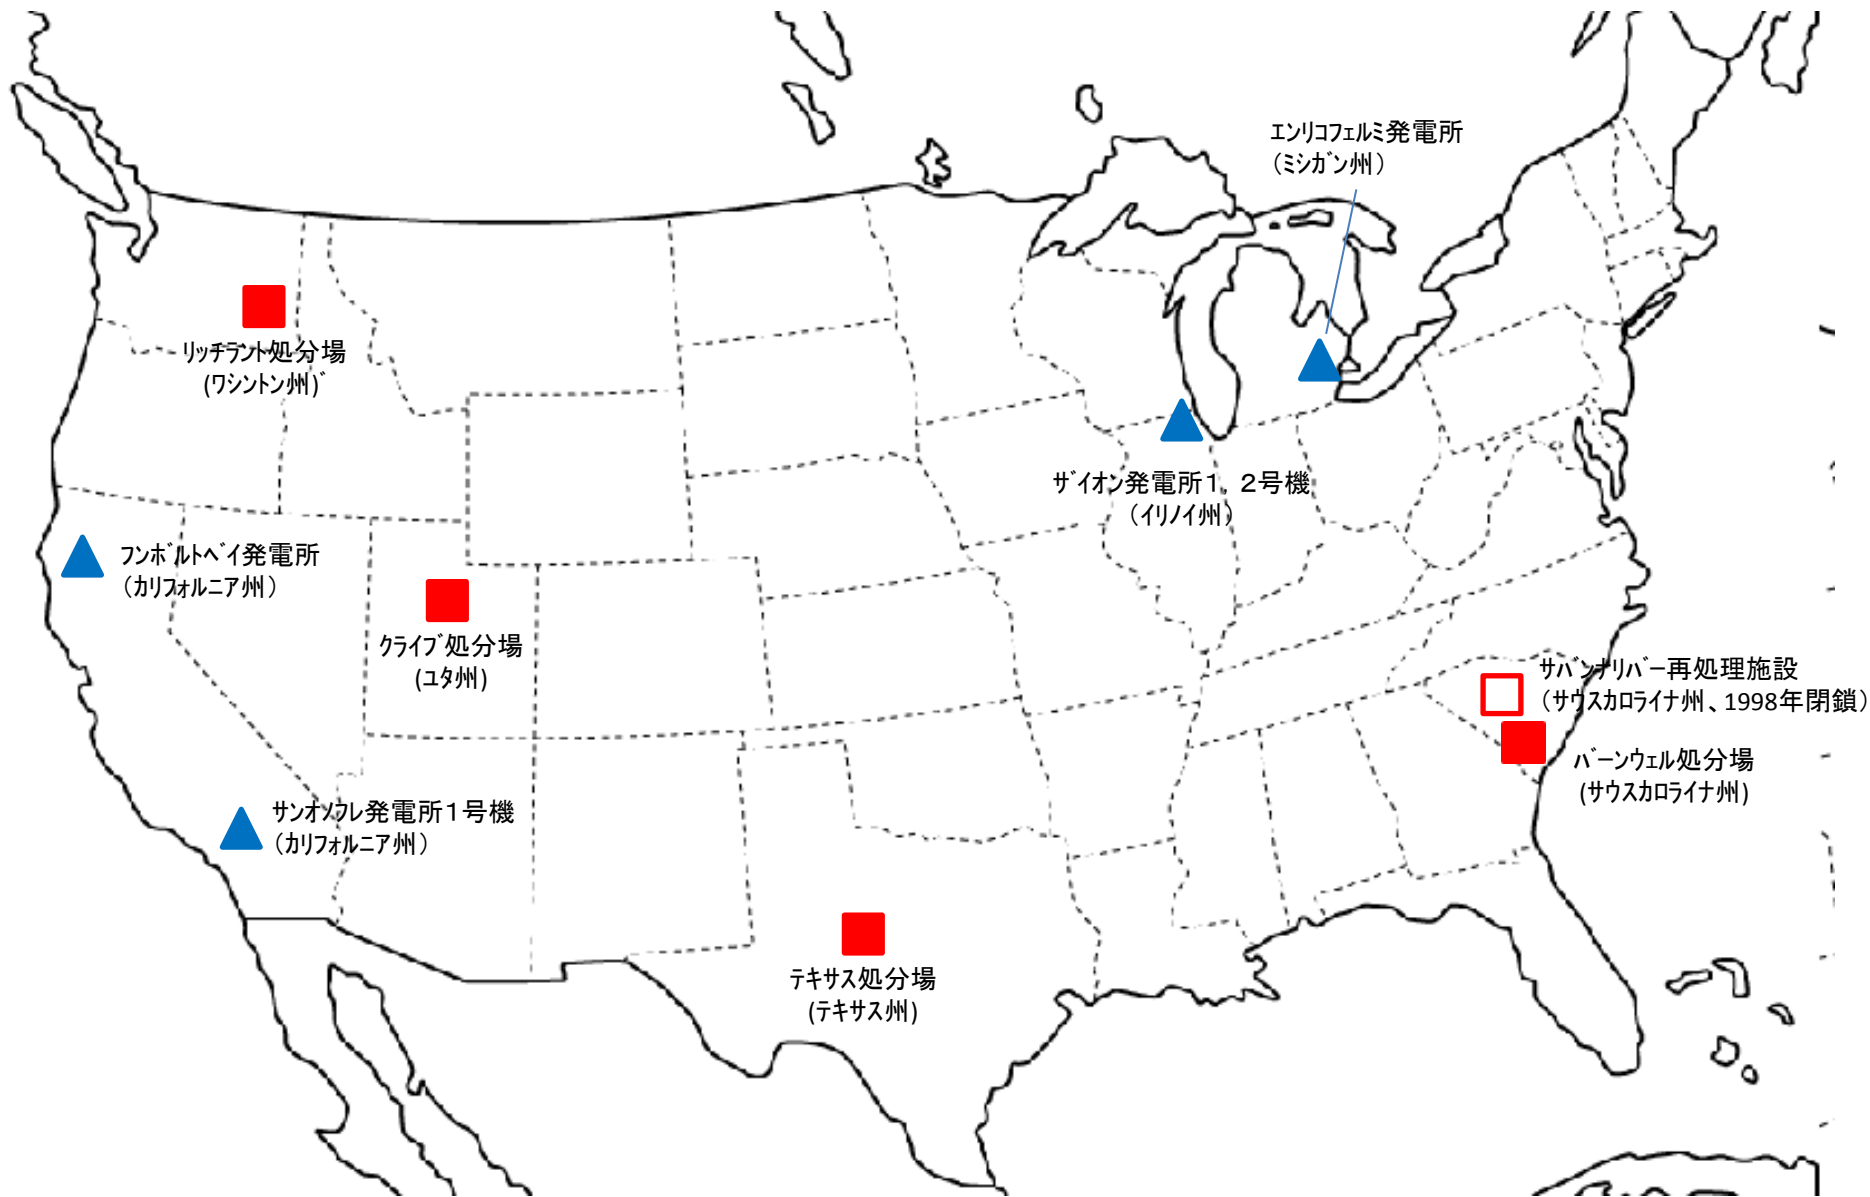 エンリコフェルミ発電所
（ミシガン州）
リッチラント処分場
(ワシントン州)゙
ザイオン発電所１，２号機
（イリノイ州）
フンボルトベイ発電所
（カリフォルニア州）
クライブ処分場
(ユタ州)
サバンナリバー再処理施設
（サウスカロライナ州、1998年閉鎖）
バーンウェル処分場
(サウスカロライナ州)
サンオノフレ発電所１号機
（カリフォルニア州）
テキサス処分場
(テキサス州)